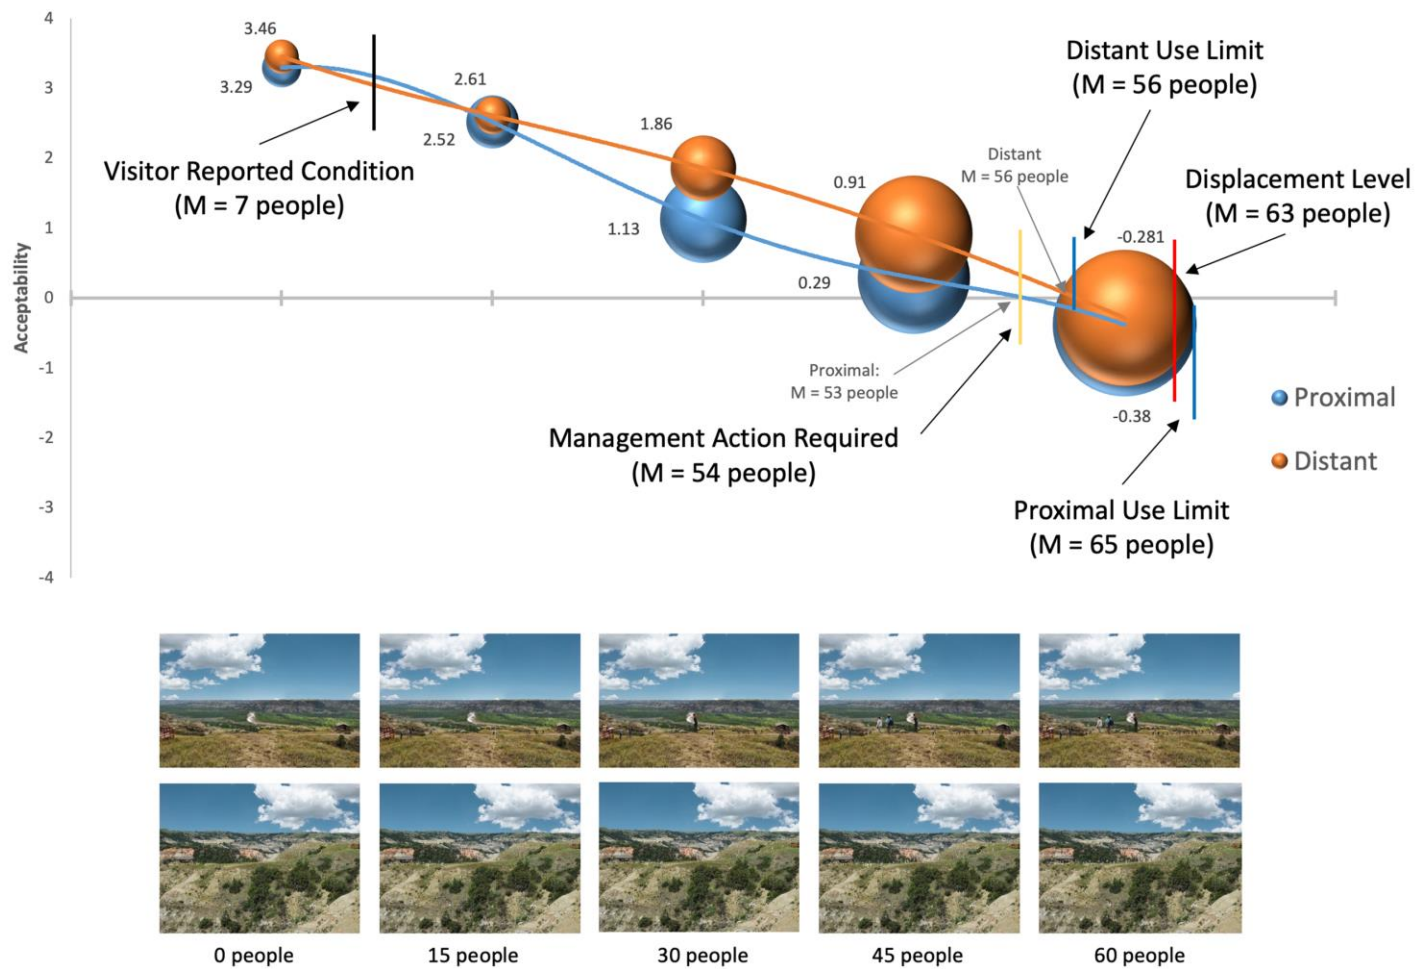 4
3.46
3.29
3
2.61
2.52
Visitor Reported Condition
(M = 7 people)
2
1.86
1.13
1
0.91
0.29
Distant
M = 56 people
Distant Use Limit
(M = 56 people)
Displacement Level
(M = 63 people)
-0.281
Acceptability
0
Proximal:
M = 53 people
-1
Management Action Required
(M = 54 people)
-0.38
Proximal
Distant
-2
-3
Proximal Use Limit
(M = 65 people)
-4
0 people
15 people
30 people
45 people
60 people